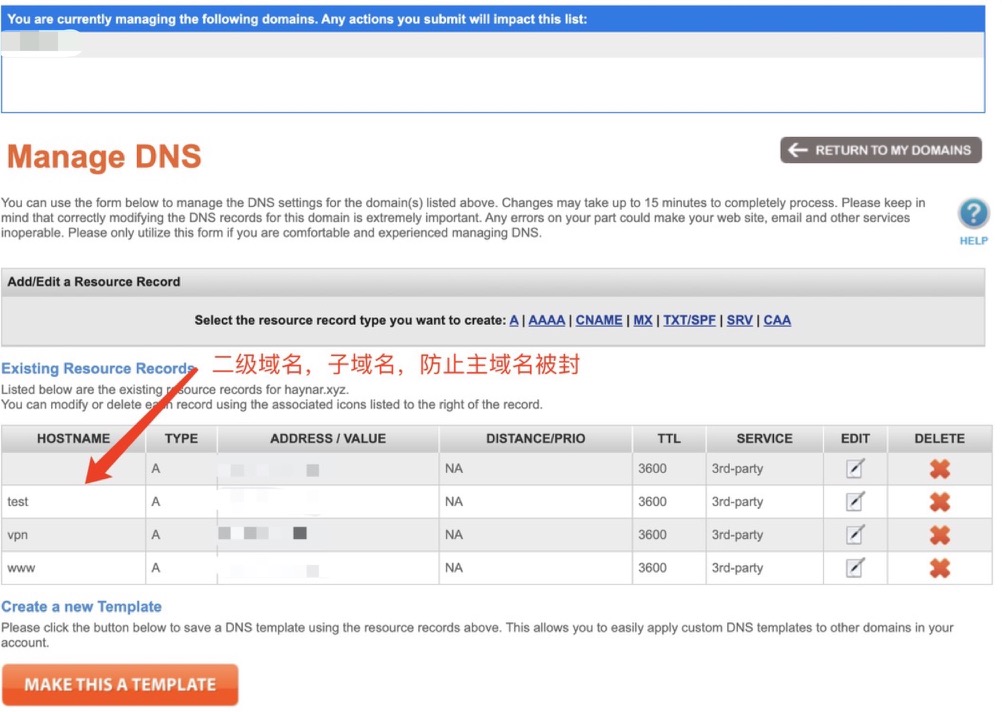 You are currently managing the following domains. Any actions you submit will impact this list:
Manage DNS
RETURN TO MY DOMAINS
You can use the form below to manage the DNS settings for the domain(s) listed above. Changes may take up to 15 minutes to completely process. Please keep in
mind that correctly modifying the DNS records for this domain is extremely important. Any errors on your part could make your web site, email and other services
inoperable. Please only utilize this form if you are comfortable and experienced managing DNS.
HELP
Add/Edit a Resource Record
Select the resource record type you want to create: A | AAAA | CNAME | MX | TXT/SPF | SRV | CAA
Existing Resource Records
二级域名，子域名，防止主域名被封
Listed below are the existing resource records for haynar.xyz.
You can modify or delete each record using the associated icons listed to the right of the record.
HOSTNAME TYPE ADDRESS / VALUE DISTANCE/PRIO TTL SERVICE EDIT DELETE
A NA 3600 3rd-party
test A NA 3600 3rd-party
vpn A NA 3600 3rd-party
www A NA 3600 3rd-party
Create a new Template
Please click the button below to save a DNS template using the resource records above. This allows you to easily apply custom DNS templates to other domains in your
account.
MAKE THIS A TEMPLATE